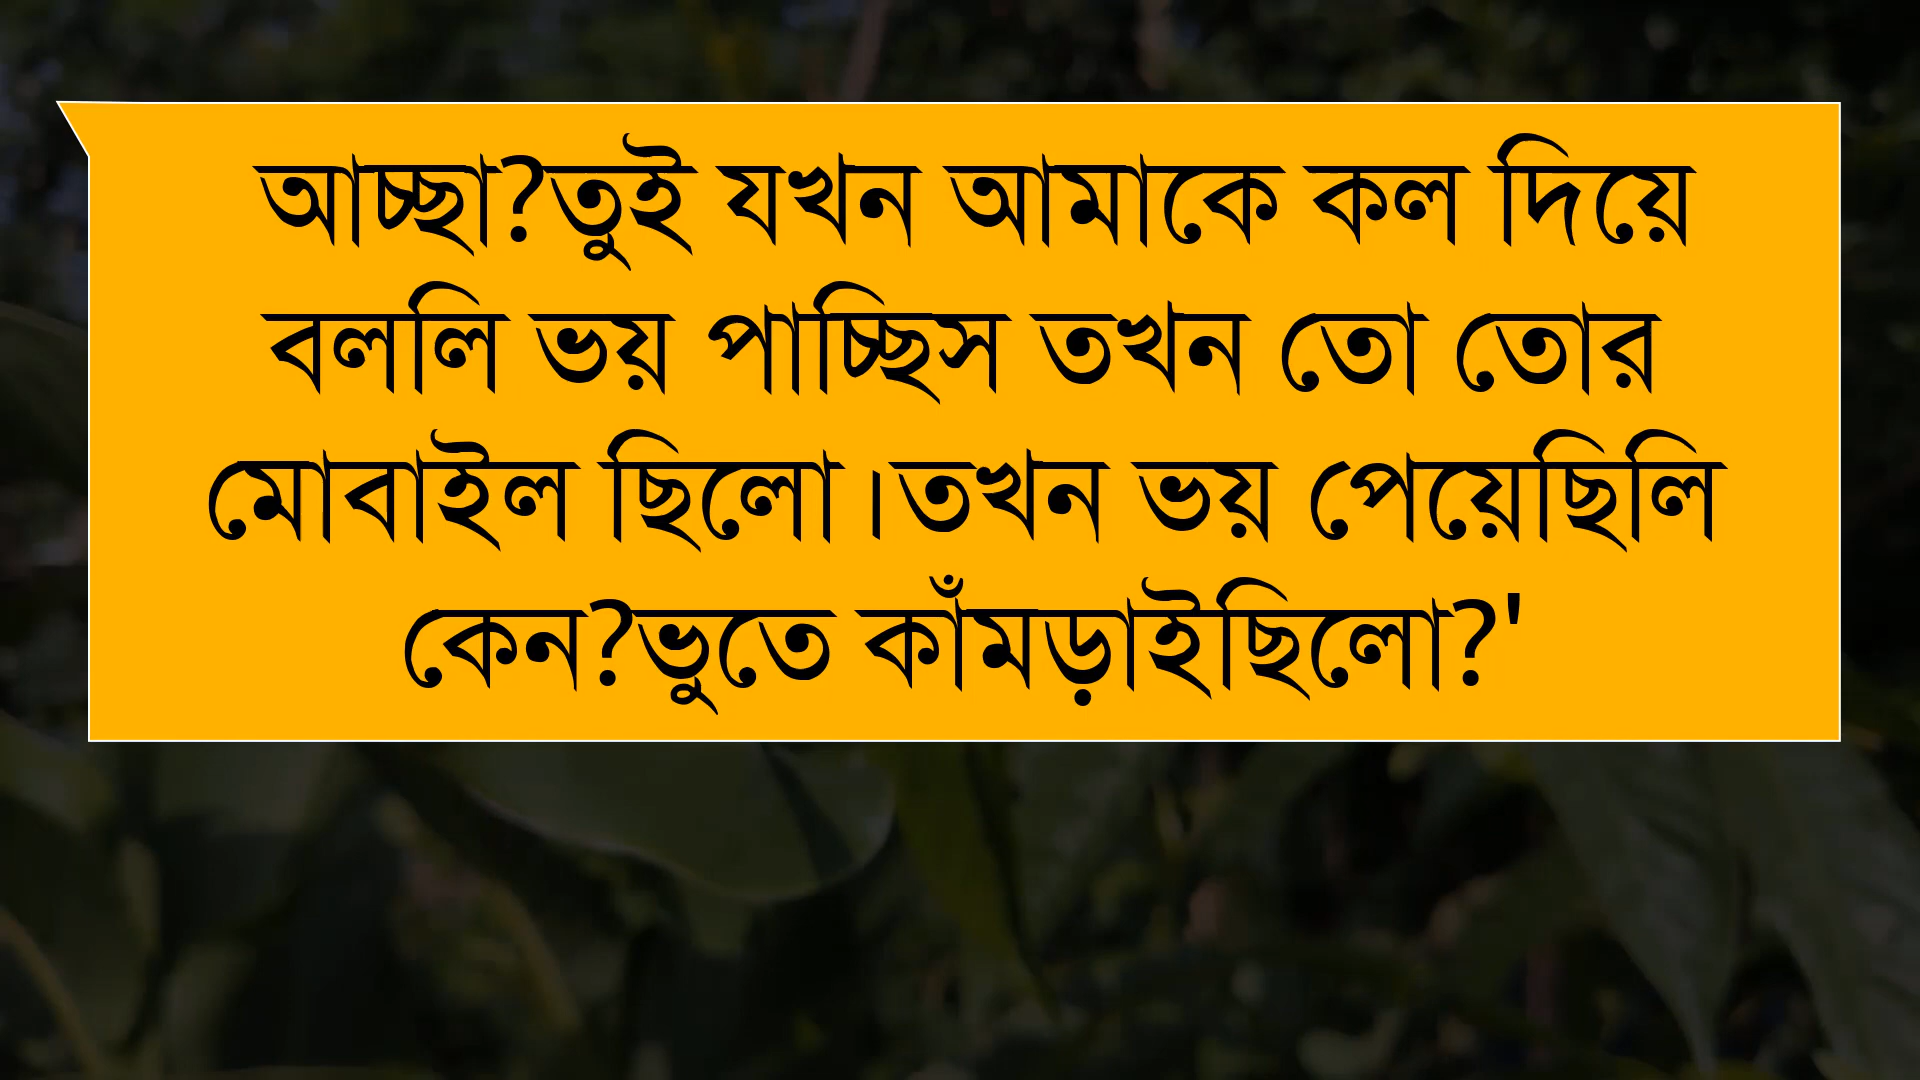 আচ্ছা?তুই যখন আমাকে কল দিয়ে
বললি ভয় পাচ্ছিস তখন তো তোর
মোবাইল ছিলো।তখন ভয় পেয়েছিলি
কেন?ভুতে কাঁমড়াইছিলো?'